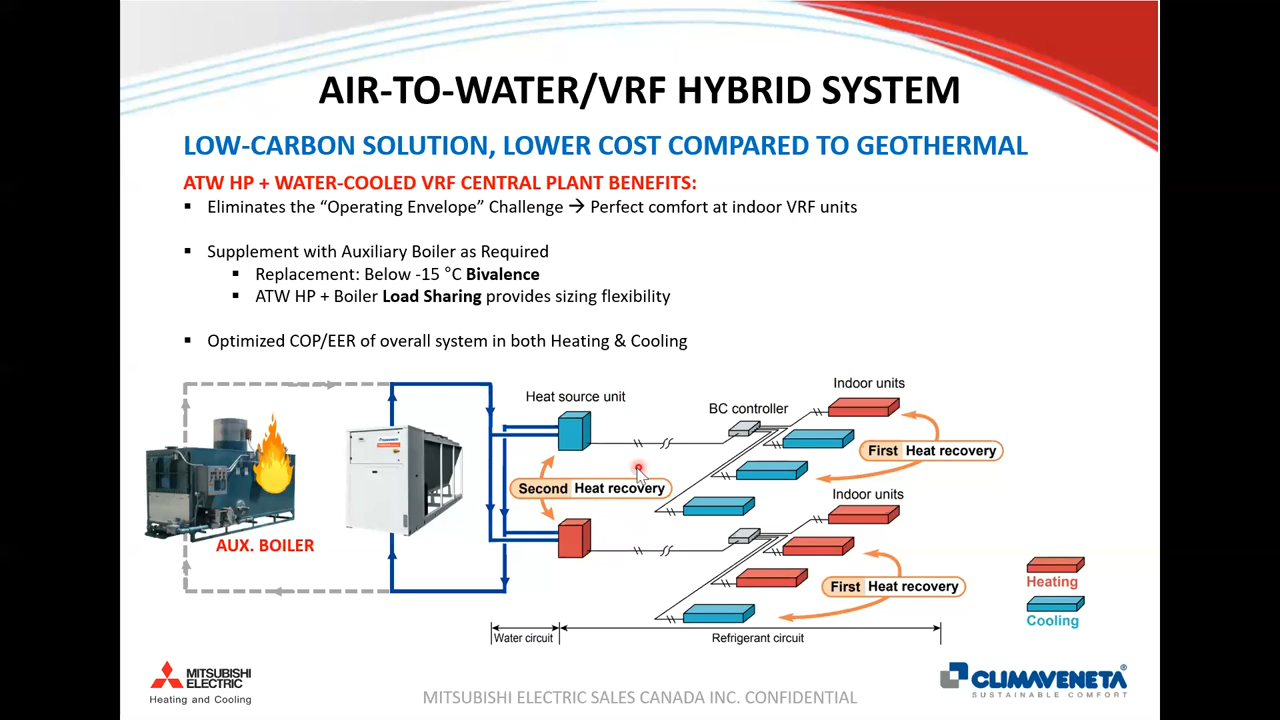 AIR-TO-WATER/VRF HYBRID SYSTEM
LOW-CARBON SOLUTION, LOWER COST COMPARED TO GEOTHERMAL
ATW HP + WATER-COOLED VRF CENTRAL PLANT BENEFITS:
▪ Eliminates the “Operating Envelope” Challenge → Perfect comfort at indoor VRF units
▪ Supplement with Auxiliary Boiler as Required
▪ Replacement: Below -15 °C Bivalence
▪ ATW HP + Boiler Load Sharing provides sizing flexibility
▪ Optimized COP/EER of overall system in both Heating & Cooling
Indoor units
Heat source unit
BC controller
First Heat recovery
CLIMAVENETA
Second Heat recovery
Indoor units
AUX. BOILER
First Heat recovery
Heating
Cooling
Water circuit
Refrigerant circuit
MITSUBISHI
ELECTRIC
Heating and Cooling
MITSUBISHI ELECTRIC SALES CANADA INC. CONFIDENTIAL
CLIMAVENETA®
SUSTAINABLE COMFORT